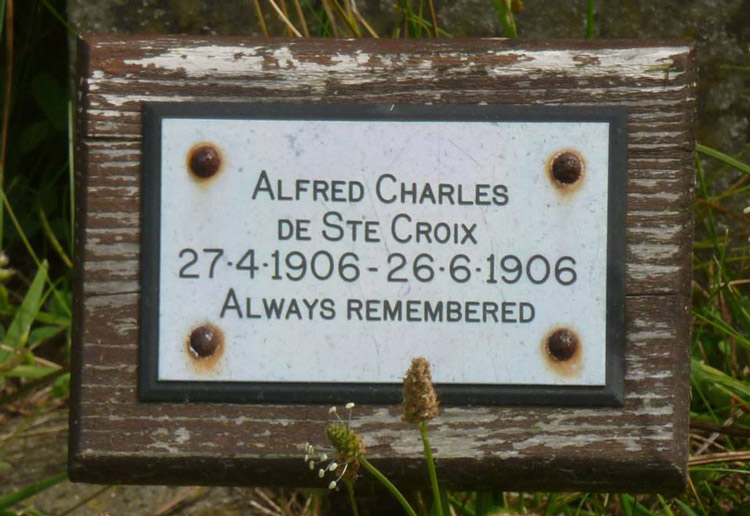 Alfred Charles
de Ste Croix
27·4·1906 - 26·6·1906
Always remembered